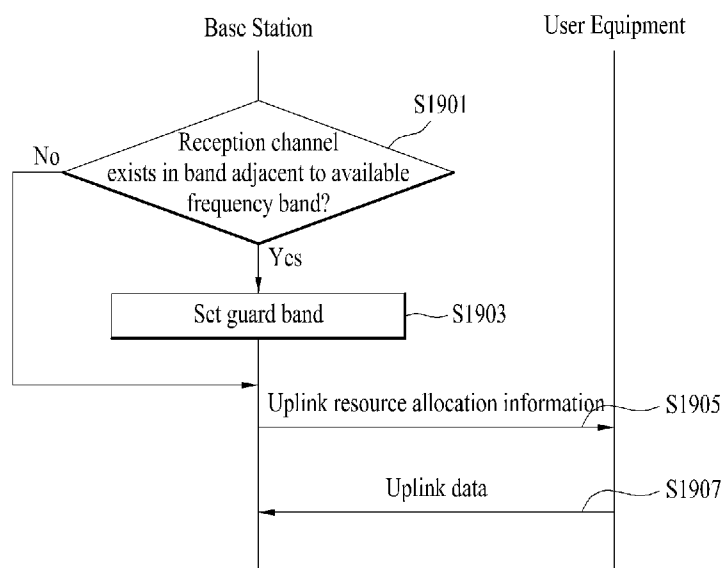 Base Station
User Equipment
S1901
Reception channel
exists in band adjacent to available
frequency band?
No
Yes
Set guard band
S1903
Uplink resource allocation information
S1905
Uplink data
S1907